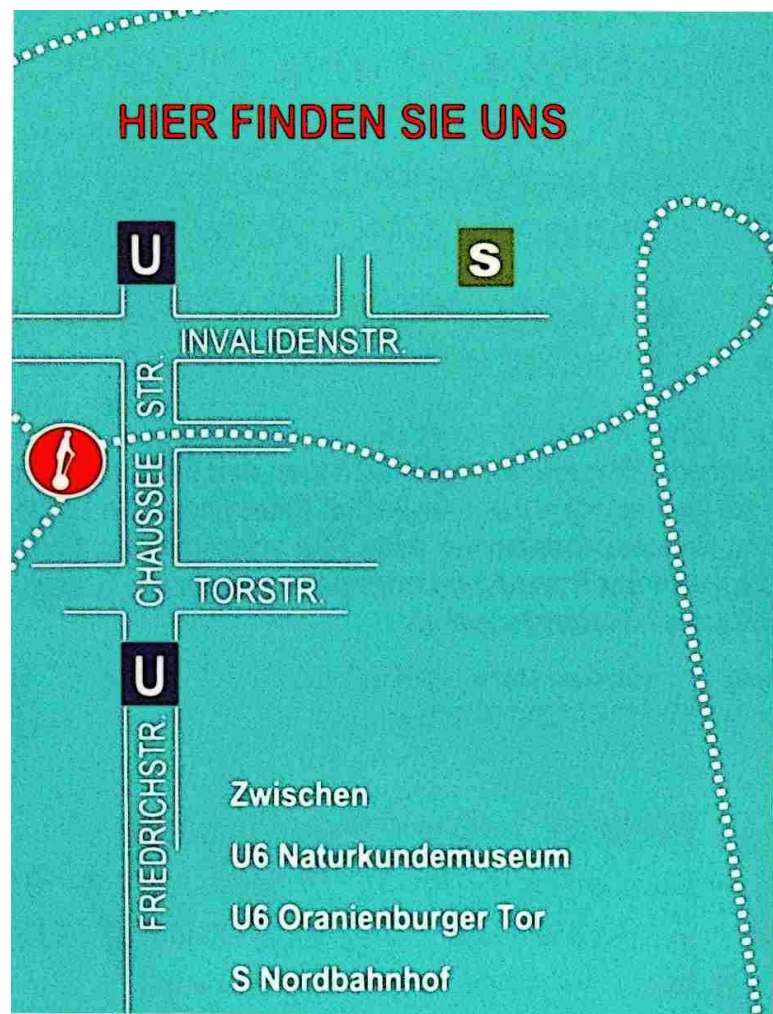 HIER FINDEN SIE UNS
U
S
INVALIDENSTR.
CHAUSSEE STR.
TORSTR.
U
FRIEDRICHSTR.
Zwischen
U6 Naturkundemuseum
U6 Oranienburger Tor
S Nordbahnhof